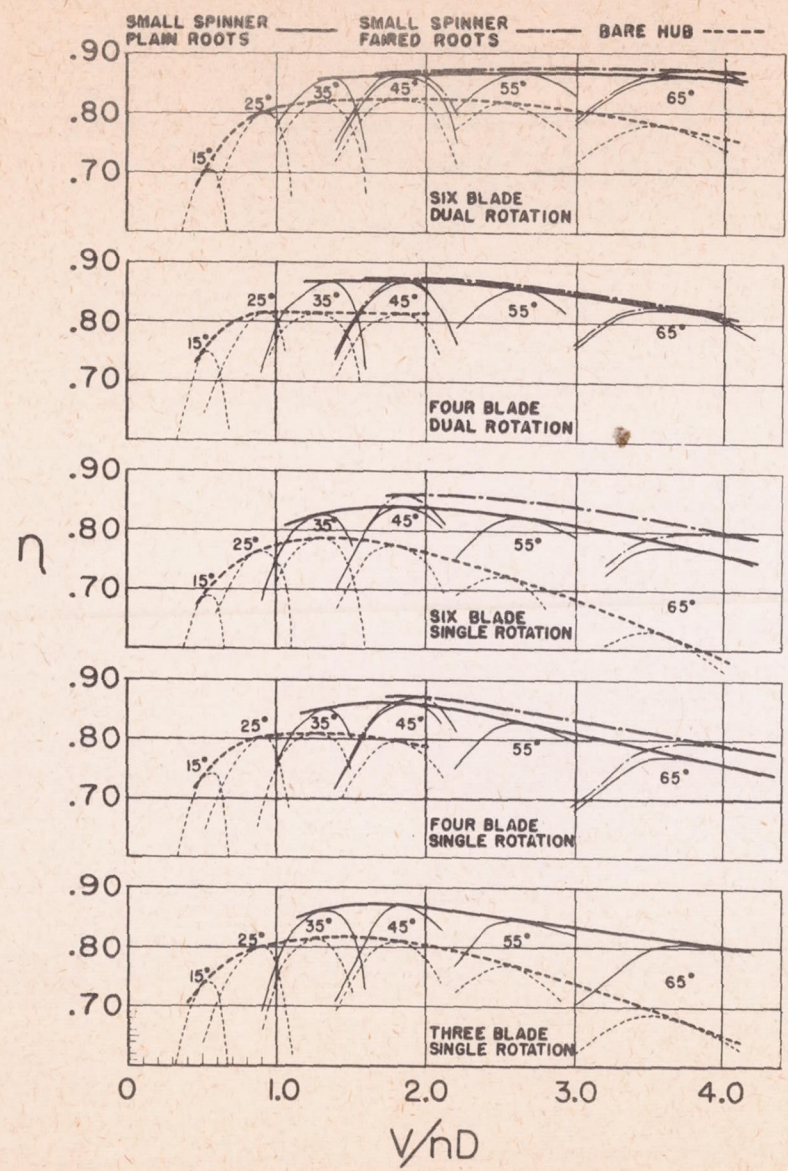 SMALL SPINNER PLAIN ROOTS
SMALL SPINNER FAIRED ROOTS
BARE HUB
.90
.80
.70
15°
25°
35°
45°
55°
65°
SIX BLADE
DUAL ROTATION
.90
.80
.70
15°
25°
35°
45°
55°
65°
FOUR BLADE
DUAL ROTATION
η
.90
.80
.70
15°
25°
35°
45°
55°
65°
SIX BLADE
SINGLE ROTATION
.90
.80
.70
15°
25°
35°
45°
55°
65°
FOUR BLADE
SINGLE ROTATION
.90
.80
.70
15°
25°
35°
45°
55°
65°
THREE BLADE
SINGLE ROTATION
0 1.0 2.0 3.0 4.0
V/nD